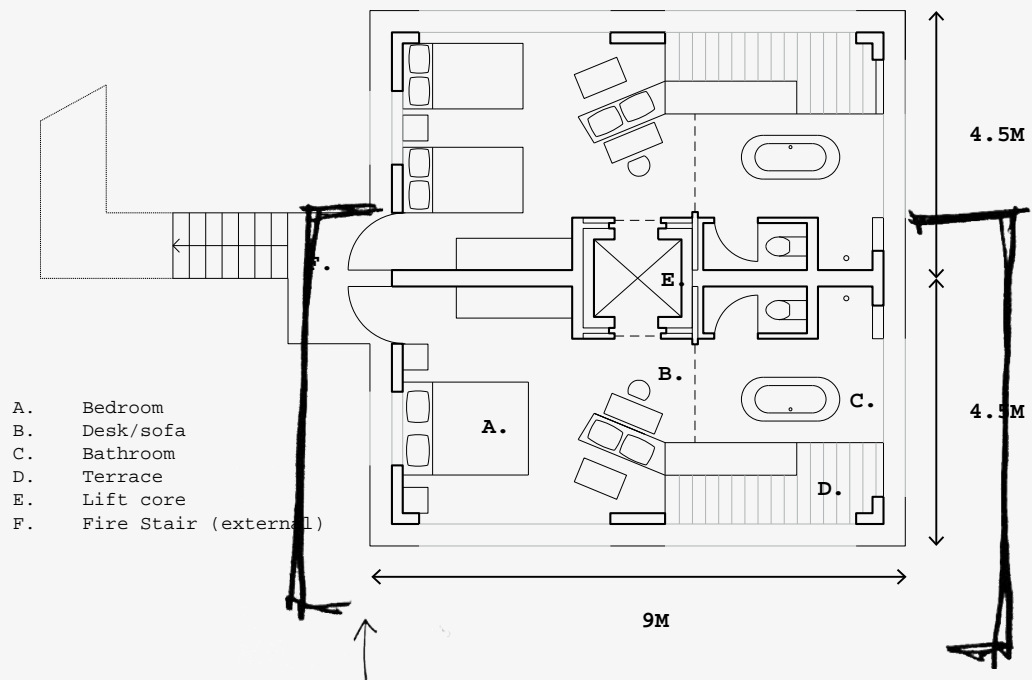 4.5M
F.
E.
B.
A.    Bedroom
A.
C.
4.5M
B.    Desk/sofa
C.    Bathroom
D.    Terrace
D.
E.    Lift core
F.    Fire Stair (external)
9M